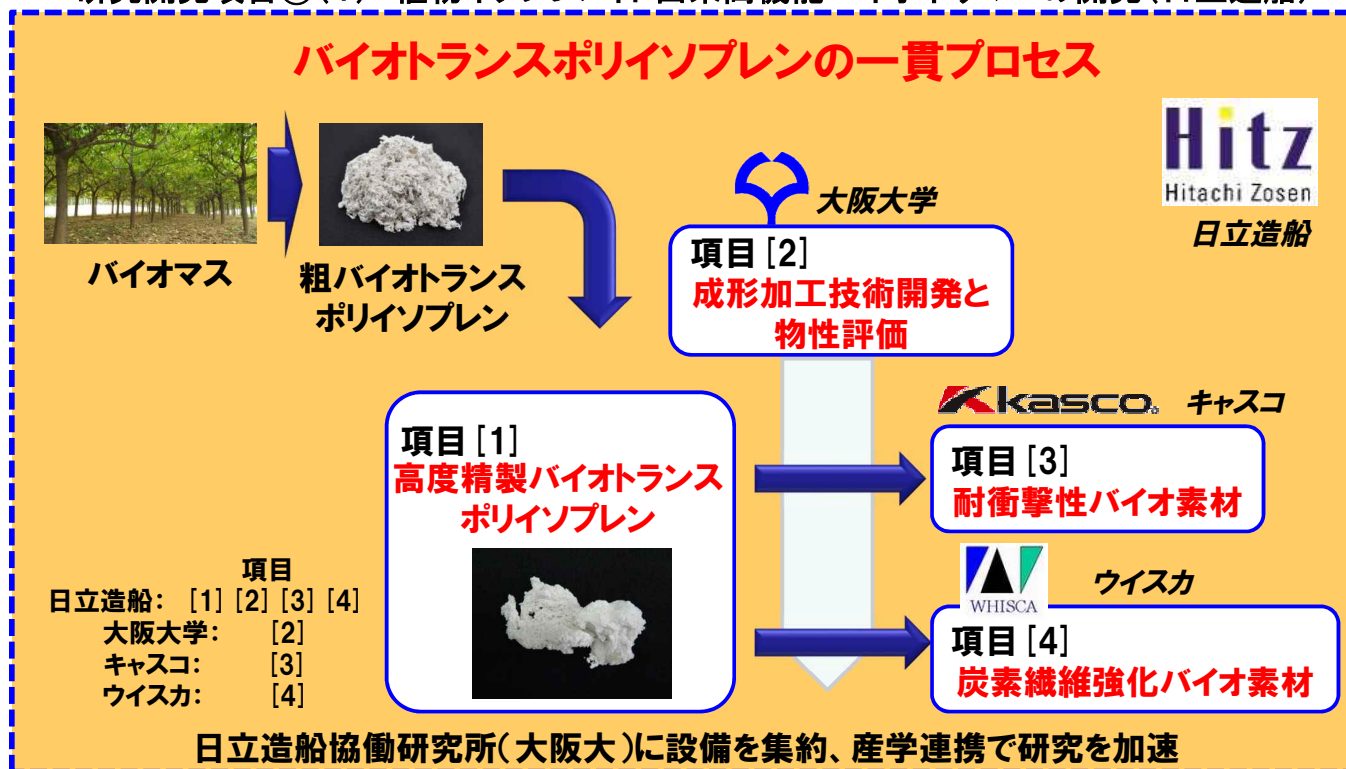 バイオトランスポリイソプレンの一貫プロセス
Hitz
Hitachi Zosen
日立造船
バイオマス
粗バイオトランス
ポリイソプレン
大阪大学
項目[2]
成形加工技術開発と
物性評価
項目[1]
高度精製バイオトランス
ポリイソプレン
kasco
キャスコ
項目[3]
耐衝撃性バイオ素材
WHISCA
ウイスカ
項目[4]
炭素繊維強化バイオ素材
項目
日立造船: [1] [2] [3] [4]
大阪大学: [2]
キャスコ: [3]
ウイスカ: [4]
日立造船協働研究所(大阪大)に設備を集約、産学連携で研究を加速